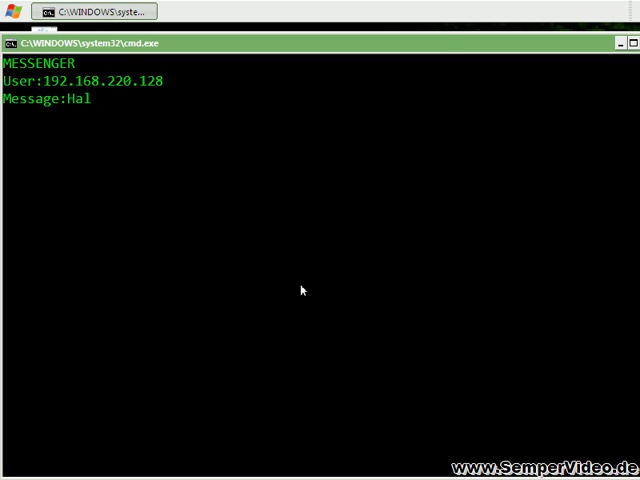 C:\WINDOWS\syste...
C:\WINDOWS\system32\cmd.exe
MESSENGER
User:192.168.220.128
Message:Hal
www.SemperVideo.de